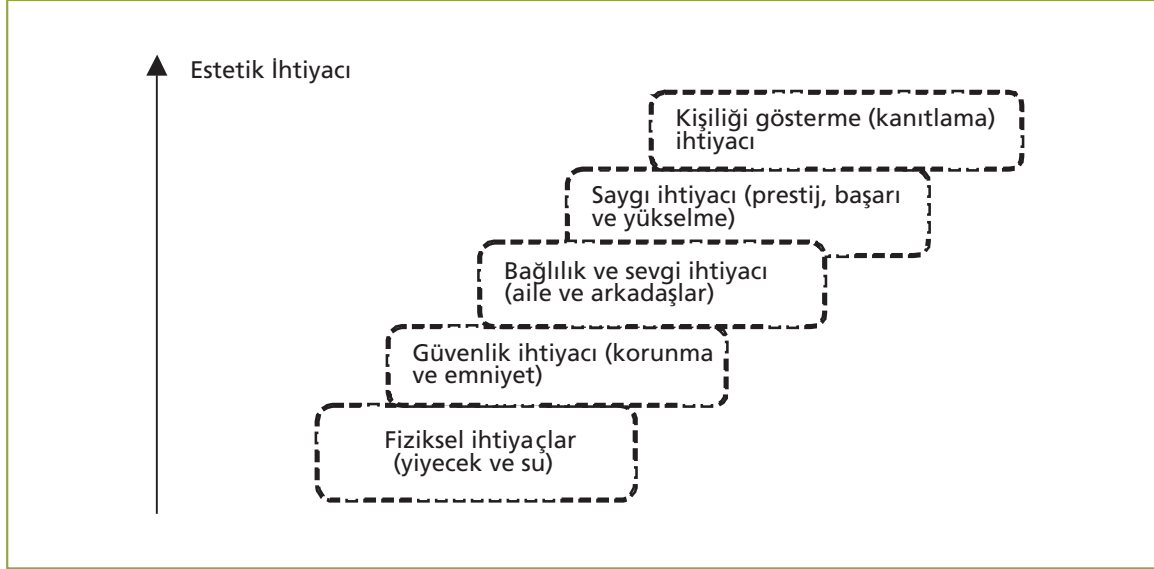 Estetik İhtiyacı
Kişiliği gösterme (kanıtlama)
ihtiyacı
Saygı ihtiyacı (prestij, başarı
ve yükselme)
Bağlılık ve sevgi ihtiyacı
(aile ve arkadaşlar)
Güvenlik ihtiyacı (korunma
ve emniyet)
Fiziksel ihtiyaçlar
(yiyecek ve su)